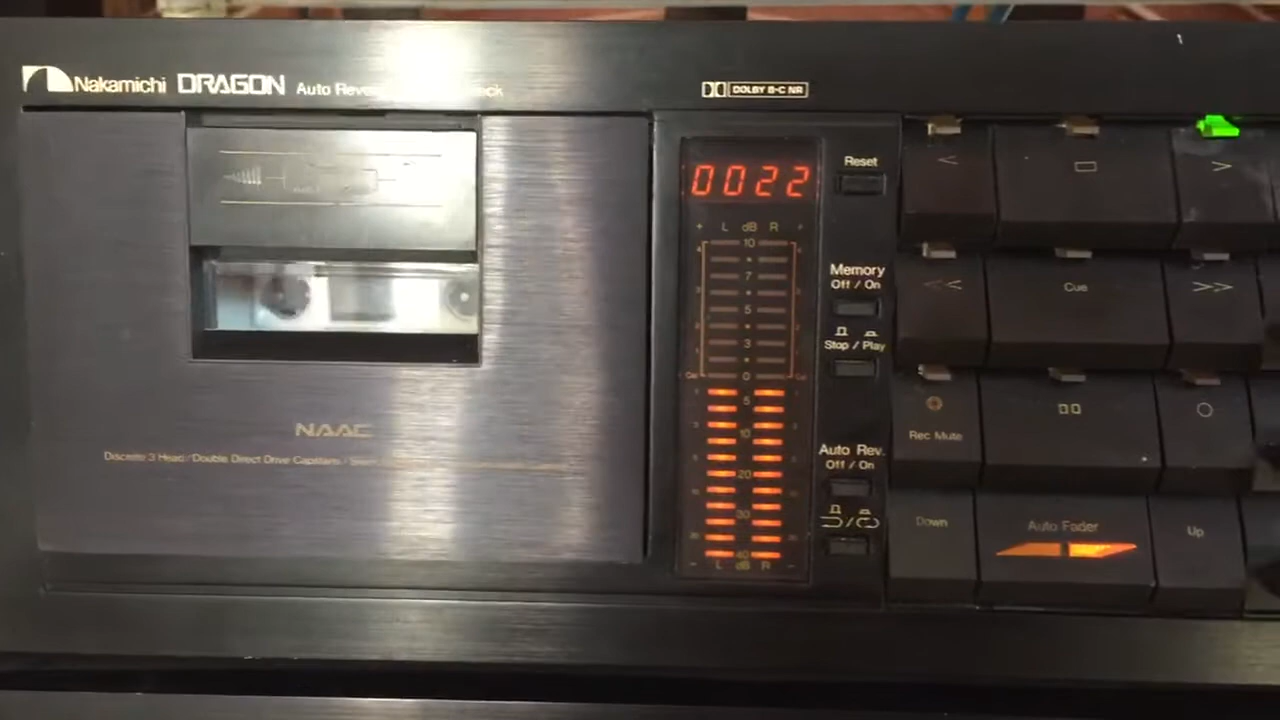 Nakamichi DRAGON Auto
DOLBY B-C NR
0022
Reset
+ L dB R +
10
7
5
3
0
5
10
20
30
40
- L dB R -
Memory
Off / On
Stop / Play
Auto Rev.
Off / On
<
>
<< Cue >>
Rec Mute
Down Auto Fader Up
NAAC
Discrete 3 Head/Double Direct Drive Capstans